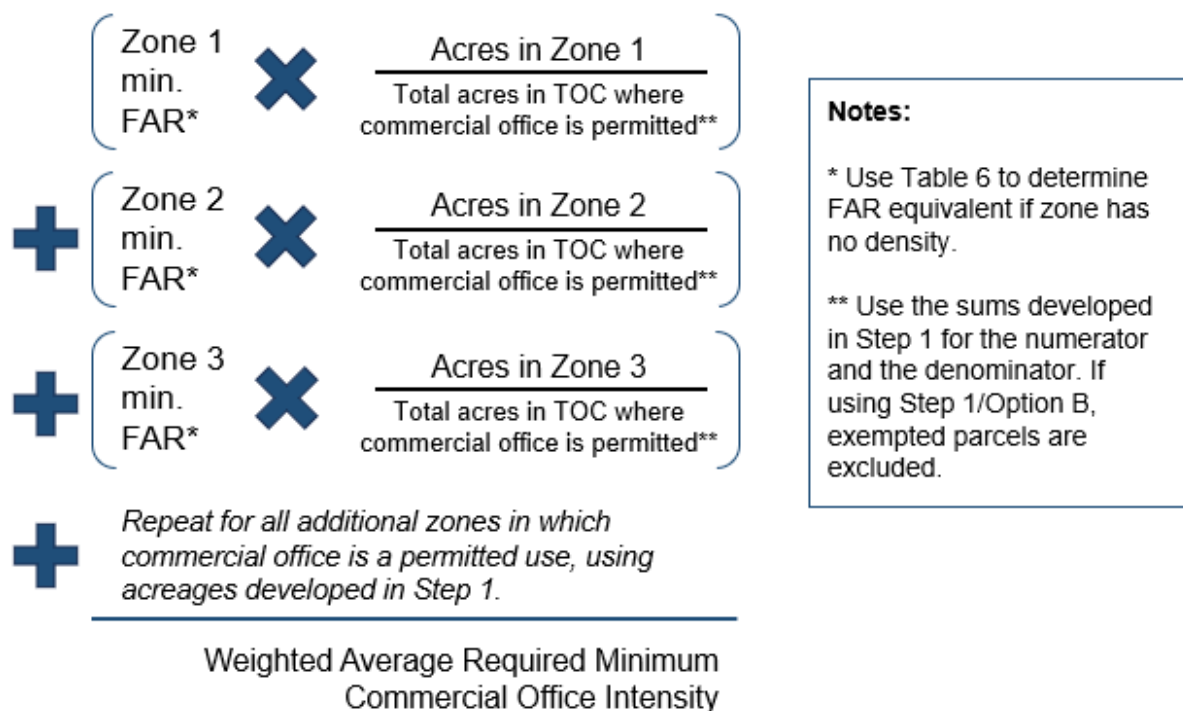 Zone 1
min.
FAR*
Acres in Zone 1
Total acres in TOC where
commercial office is permitted**
Zone 2
min.
FAR*
Acres in Zone 2
Total acres in TOC where
commercial office is permitted**
Zone 3
min.
FAR*
Acres in Zone 3
Total acres in TOC where
commercial office is permitted**
Repeat for all additional zones in which
commercial office is a permitted use, using
acreages developed in Step 1.
Weighted Average Required Minimum
Commercial Office Intensity
Notes:
* Use Table 6 to determine
FAR equivalent if zone has
no density.
** Use the sums developed
in Step 1 for the numerator
and the denominator. If
using Step 1/Option B,
exempted parcels are
excluded.